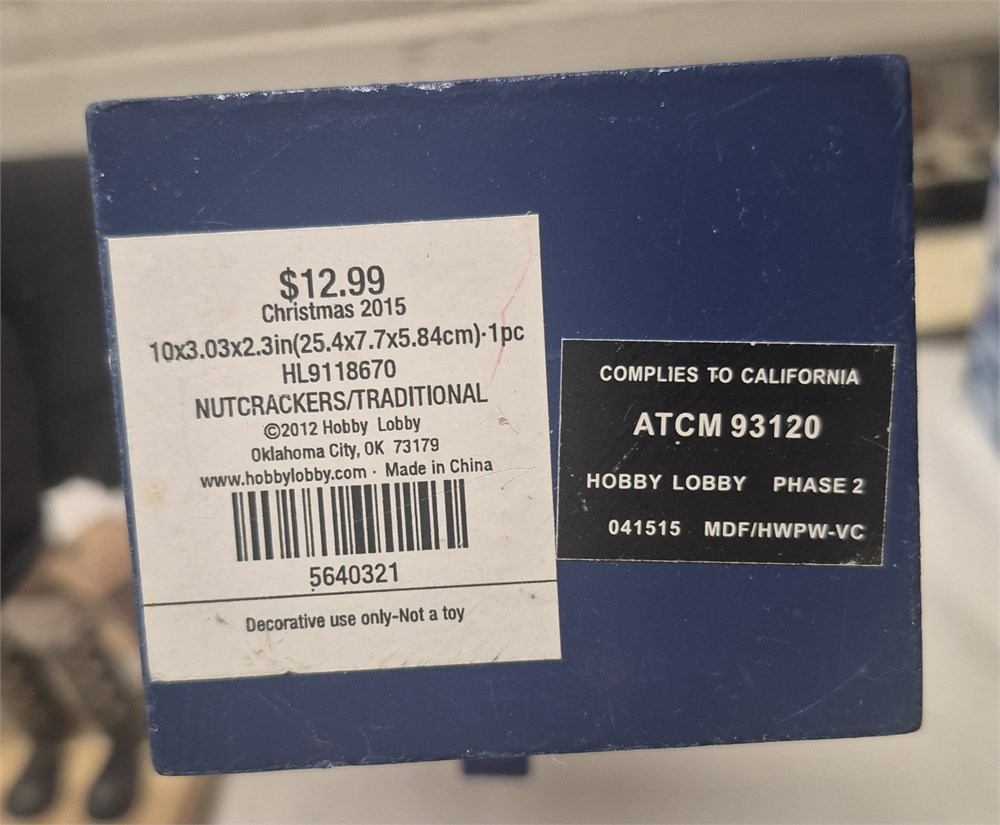 $12.99
Christmas 2015
10x3.03x2.3in(25.4x7.7x5.84cm)·1pc
HL9118670
NUTCRACKERS/TRADITIONAL
©2012 Hobby Lobby
Oklahoma City, OK 73179
www.hobbylobby.com · Made in China
5640321
Decorative use only-Not a toy
COMPLIES TO CALIFORNIA
ATCM 93120
HOBBY LOBBY PHASE 2
041515 MDF/HWPW-VC